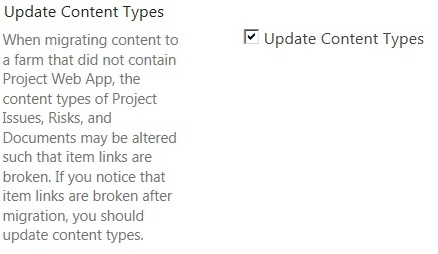 Update Content Types
When migrating content to
a farm that did not contain
Project Web App, the
content types of Project
Issues, Risks, and
Documents may be altered
such that item links are
broken. If you notice that
item links are broken after
migration, you should
update content types.
Update Content Types